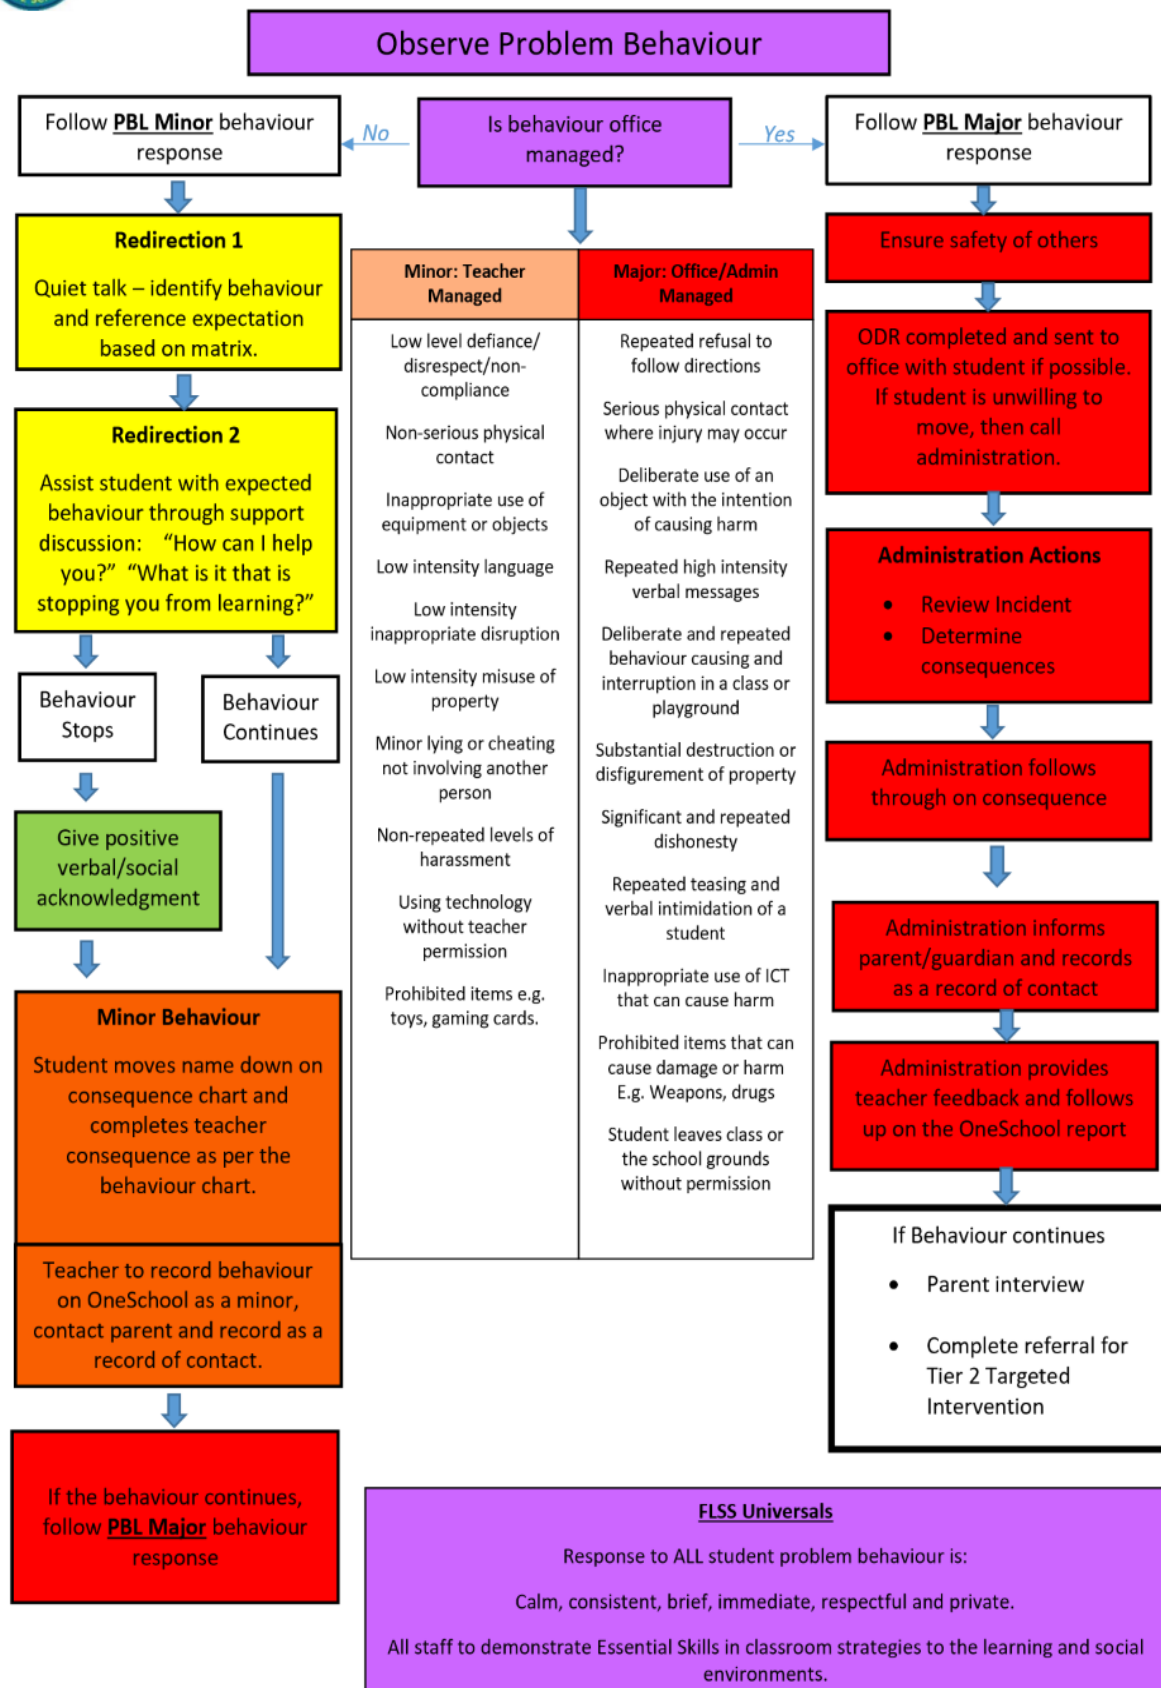 Observe Problem Behaviour
Follow PBL Minor behaviour
response
No
Is behaviour office
managed?
Yes
Follow PBL Major behaviour
response
Redirection 1
Quiet talk – identify behaviour
and reference expectation
based on matrix.
Redirection 2
Assist student with expected
behaviour through support
discussion: “How can I help
you?” “What is it that is
stopping you from learning?”
Behaviour
Stops
Behaviour
Continues
Give positive
verbal/social
acknowledgment
Minor Behaviour
Student moves name down on
consequence chart and
completes teacher
consequence as per the
behaviour chart.
Teacher to record behaviour
on OneSchool as a minor,
contact parent and record as a
record of contact.
If the behaviour continues,
follow PBL Major behaviour
response
Minor: Teacher
Managed
Low level defiance/
disrespect/non-
compliance
Non-serious physical
contact
Inappropriate use of
equipment or objects
Low intensity language
Low intensity
inappropriate disruption
Low intensity misuse of
property
Minor lying or cheating
not involving another
person
Non-repeated levels of
harassment
Using technology
without teacher
permission
Prohibited items e.g.
toys, gaming cards.
Major: Office/Admin
Managed
Repeated refusal to
follow directions
Serious physical contact
where injury may occur
Deliberate use of an
object with the intention
of causing harm
Repeated high intensity
verbal messages
Deliberate and repeated
behaviour causing and
interruption in a class or
playground
Substantial destruction or
disfigurement of property
Significant and repeated
dishonesty
Repeated teasing and
verbal intimidation of a
student
Inappropriate use of ICT
that can cause harm
Prohibited items that can
cause damage or harm
E.g. Weapons, drugs
Student leaves class or
the school grounds
without permission
Ensure safety of others
ODR completed and sent to
office with student if possible.
If student is unwilling to
move, then call
administration.
Administration Actions
• Review Incident
• Determine
consequences
Administration follows
through on consequence
Administration informs
parent/guardian and records
as a record of contact
Administration provides
teacher feedback and follows
up on the OneSchool report
If Behaviour continues
• Parent interview
• Complete referral for
Tier 2 Targeted
Intervention
FLSS Universals
Response to ALL student problem behaviour is:
Calm, consistent, brief, immediate, respectful and private.
All staff to demonstrate Essential Skills in classroom strategies to the learning and social
environments.